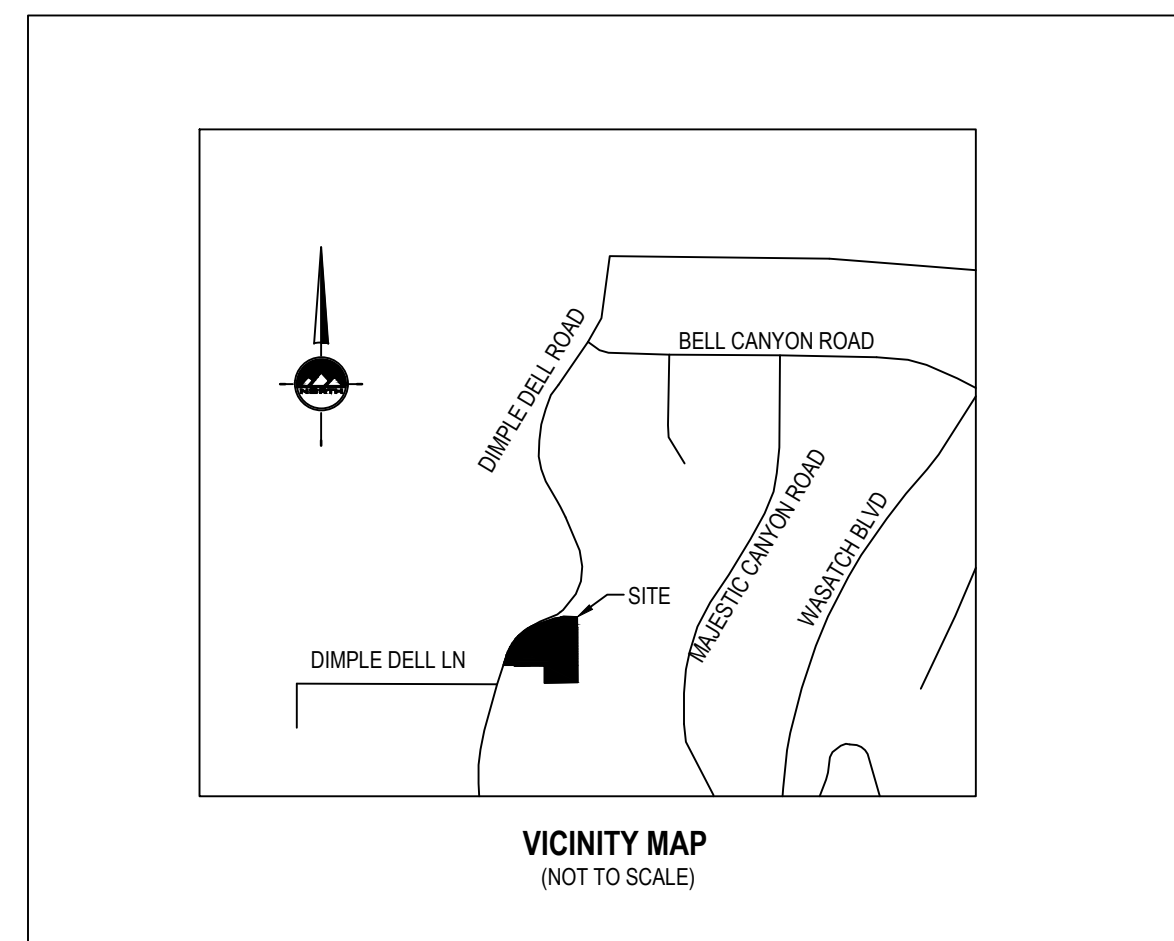 BELL CANYON ROAD
DIMPLE DELL ROAD
NORTH
MAJESTIC CANYON ROAD
WASATCH BLVD
SITE
DIMPLE DELL LN
VICINITY MAP
(NOT TO SCALE)